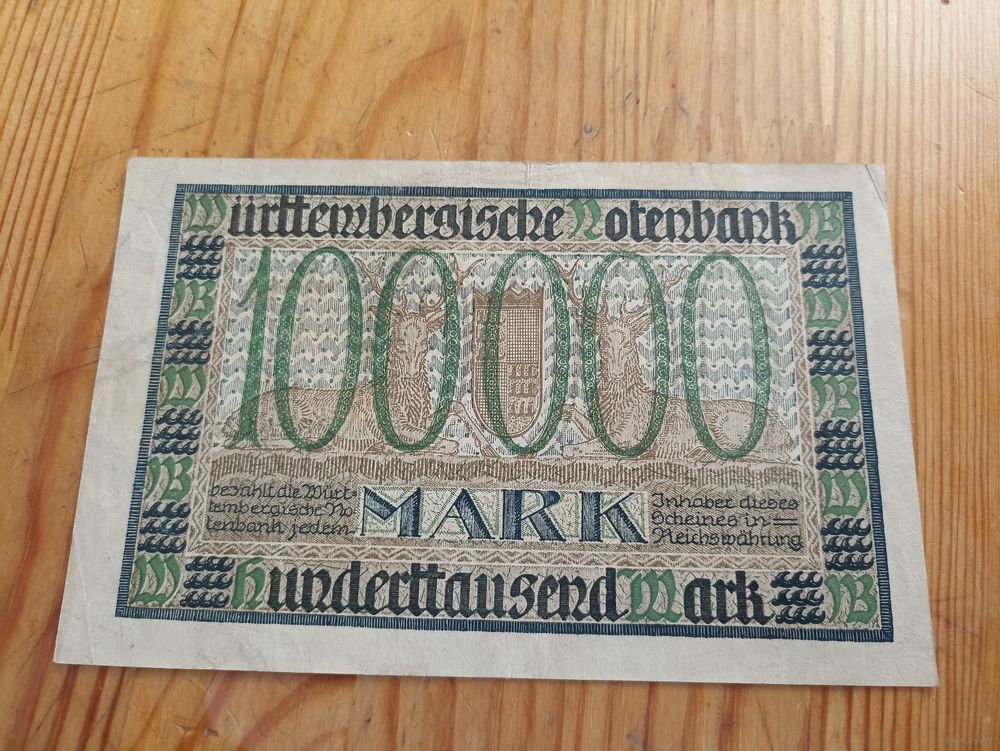 Württembergische Notenbank
100000
bezahlt die Würt-
tembergische No
tenbank jedem
MARK
Inhaber dieses
Scheines in
Reichswährung
Hunderttausend Mark
W
B
W
B
W
B
W
B
W
B